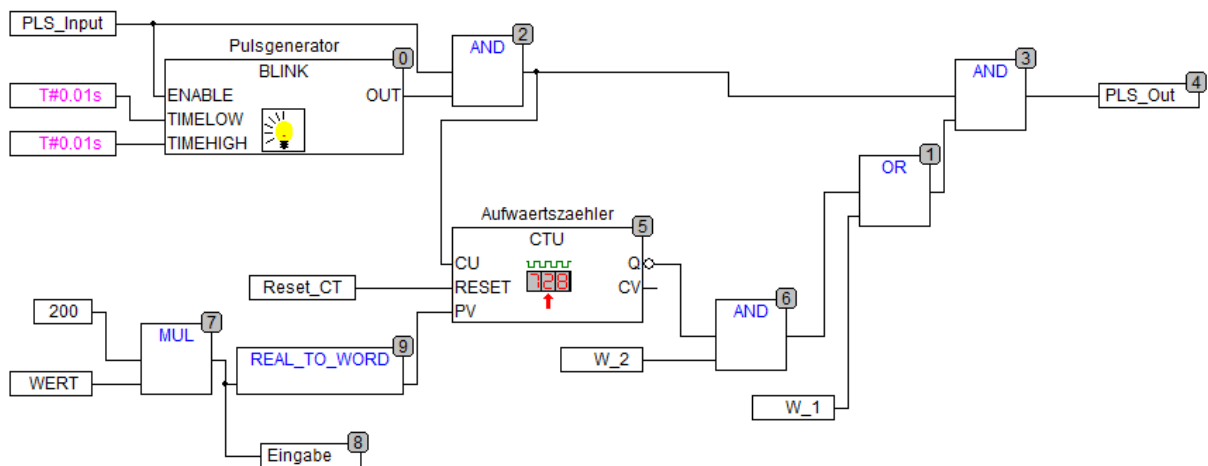 PLS_Input
Pulsgenerator
0
BLINK
ENABLE
OUT
T#0.01s
TIMELOW
T#0.01s
TIMEHIGH
AND
2
AND
3
PLS_Out
4
OR
1
Aufwaertszaehler
5
CTU
CU
Q
728
Reset_CT
RESET
CV
PV
AND
6
200
MUL
7
REAL_TO_WORD
9
W_2
WERT
W_1
Eingabe
8